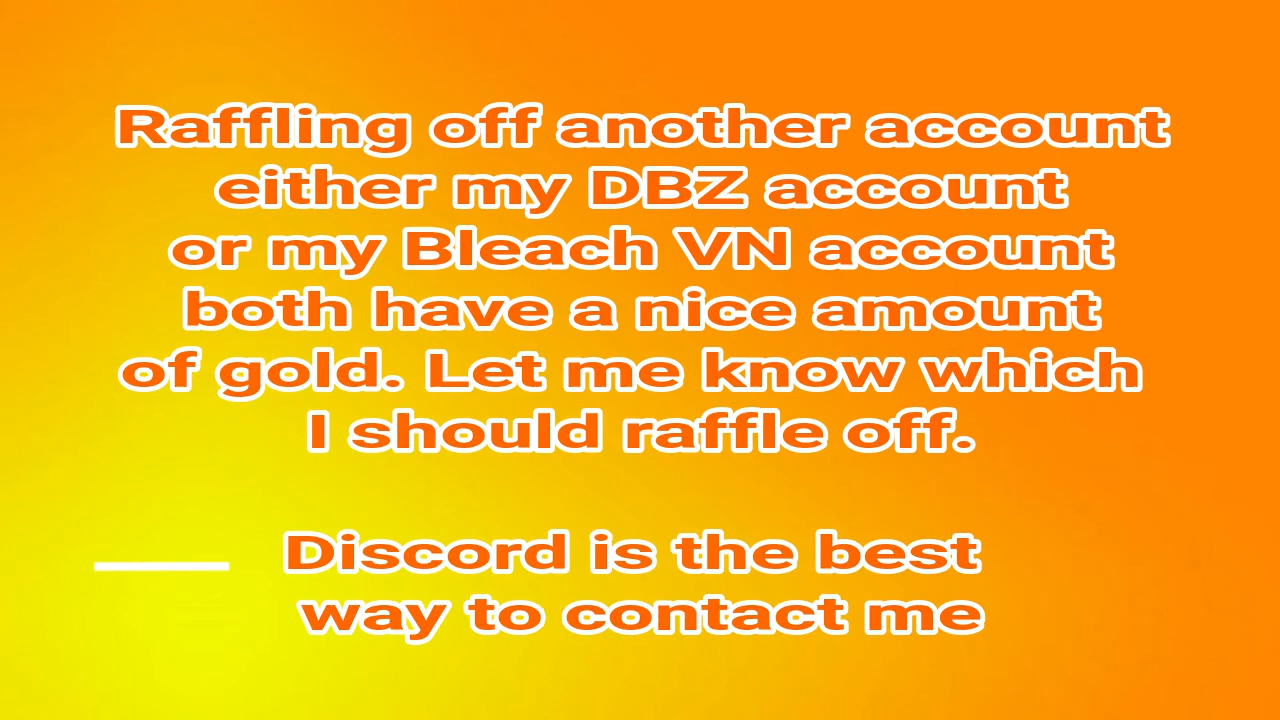 Raffling off another account
either my DBZ account
or my Bleach VN account
both have a nice amount
of gold. Let me know which
I should raffle off.
Discord is the best
way to contact me